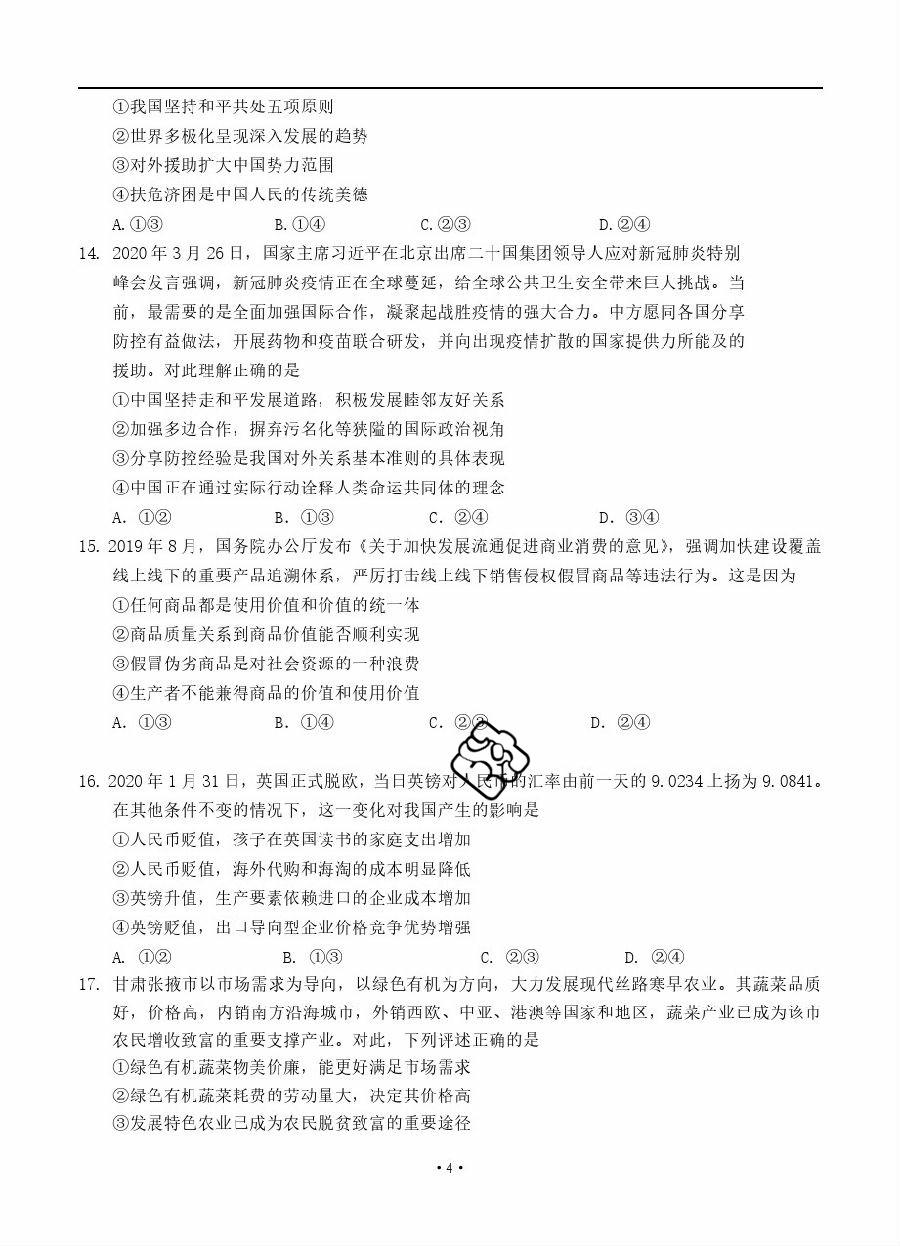 ①我国坚持和平共处五项原则
②世界多极化呈现深入发展的趋势
③对外援助扩大中国势力范围
④扶危济困是中国人民的传统美德
A.①③ B.①④ C.②③ D.②④
14. 2020年3月26日，国家主席习近平在北京出席二十国集团领导人应对新冠肺炎特别
峰会发言强调，新冠肺炎疫情正在全球蔓延，给全球公共卫生安全带来巨大挑战。当
前，最需要的是全面加强国际合作，凝聚起战胜疫情的强大合力。中方愿同各国分享
防控有益做法，开展药物和疫苗联合研发，并向出现疫情扩散的国家提供力所能及的
援助。对此理解正确的是
①中国坚持走和平发展道路，积极发展睦邻友好关系
②加强多边合作，摒弃污名化等狭隘的国际政治视角
③分享防控经验是我国对外关系基本准则的具体表现
④中国正在通过实际行动诠释人类命运共同体的理念
A. ①② B. ①③ C. ②④ D. ③④
15. 2019年8月，国务院办公厅发布《关于加快发展流通促进商业消费的意见》，强调加快建设覆盖
线上线下的重要产品追溯体系，严厉打击线上线下销售侵权假冒商品等违法行为。这是因为
①任何商品都是使用价值和价值的统一体
②商品质量关系到商品价值能否顺利实现
③假冒伪劣商品是对社会资源的一种浪费
④生产者不能兼得商品的价值和使用价值
A. ①③ B. ①④ C. ②③ D. ②④
16. 2020年1月31日，英国正式脱欧，当日英镑对人民币的汇率由前一天的9.0234上扬为9.0841。
在其他条件不变的情况下，这一变化对我国产生的影响是
①人民币贬值，孩子在英国读书的家庭支出增加
②人民币贬值，海外代购和海淘的成本明显降低
③英镑升值，生产要素依赖进口的企业成本增加
④英镑贬值，出口导向型企业价格竞争优势增强
A. ①② B. ①③ C. ②③ D. ②④
17. 甘肃张掖市以市场需求为导向，以绿色有机为方向，大力发展现代丝路寒旱农业。其蔬菜品质
好，价格高，内销南方沿海城市，外销西欧、中亚、港澳等国家和地区，蔬菜产业已成为该市
农民增收致富的重要支撑产业。对此，下列评述正确的是
①绿色有机蔬菜物美价廉，能更好满足市场需求
②绿色有机蔬菜耗费的劳动量大，决定其价格高
③发展特色农业已成为农民脱贫致富的重要途径
·4·